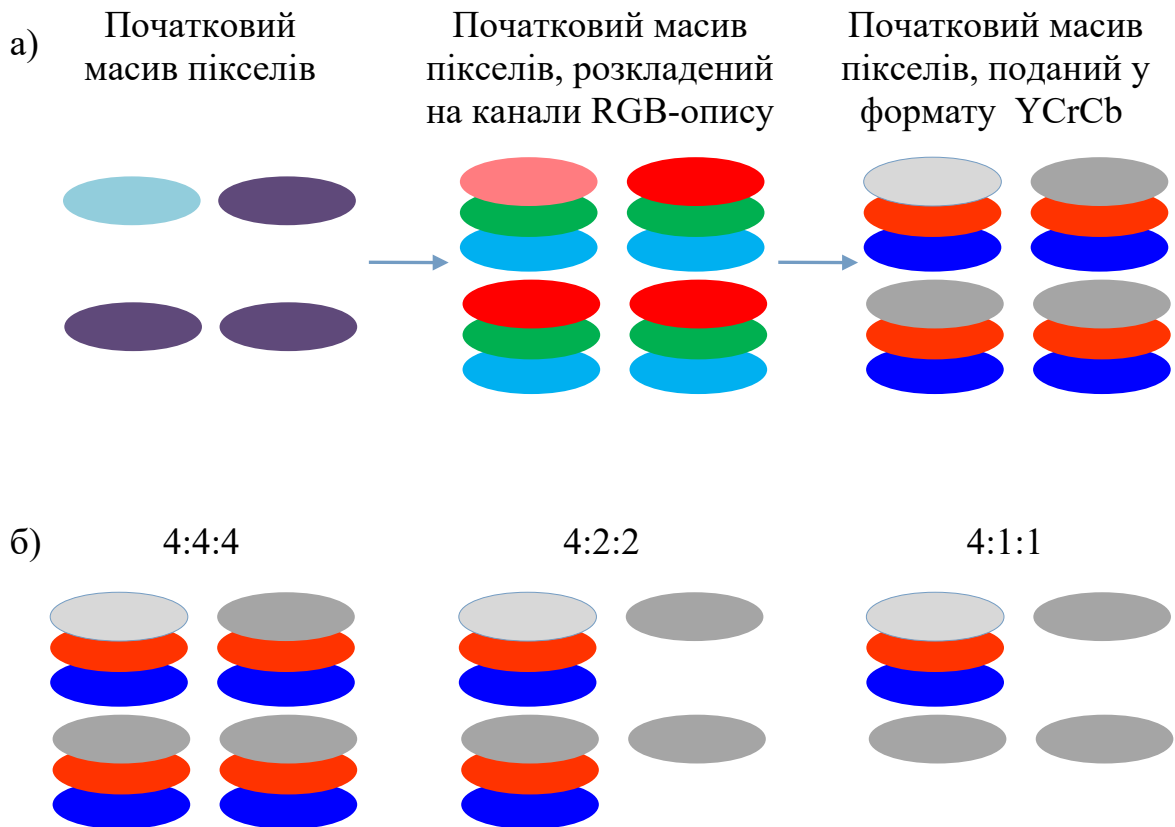 а)
Початковий
масив пікселів
Початковий масив
пікселів, розкладений
на канали RGB-опису
Початковий масив
пікселів, поданий у
формату YCrCb
б)
4:4:4
4:2:2
4:1:1